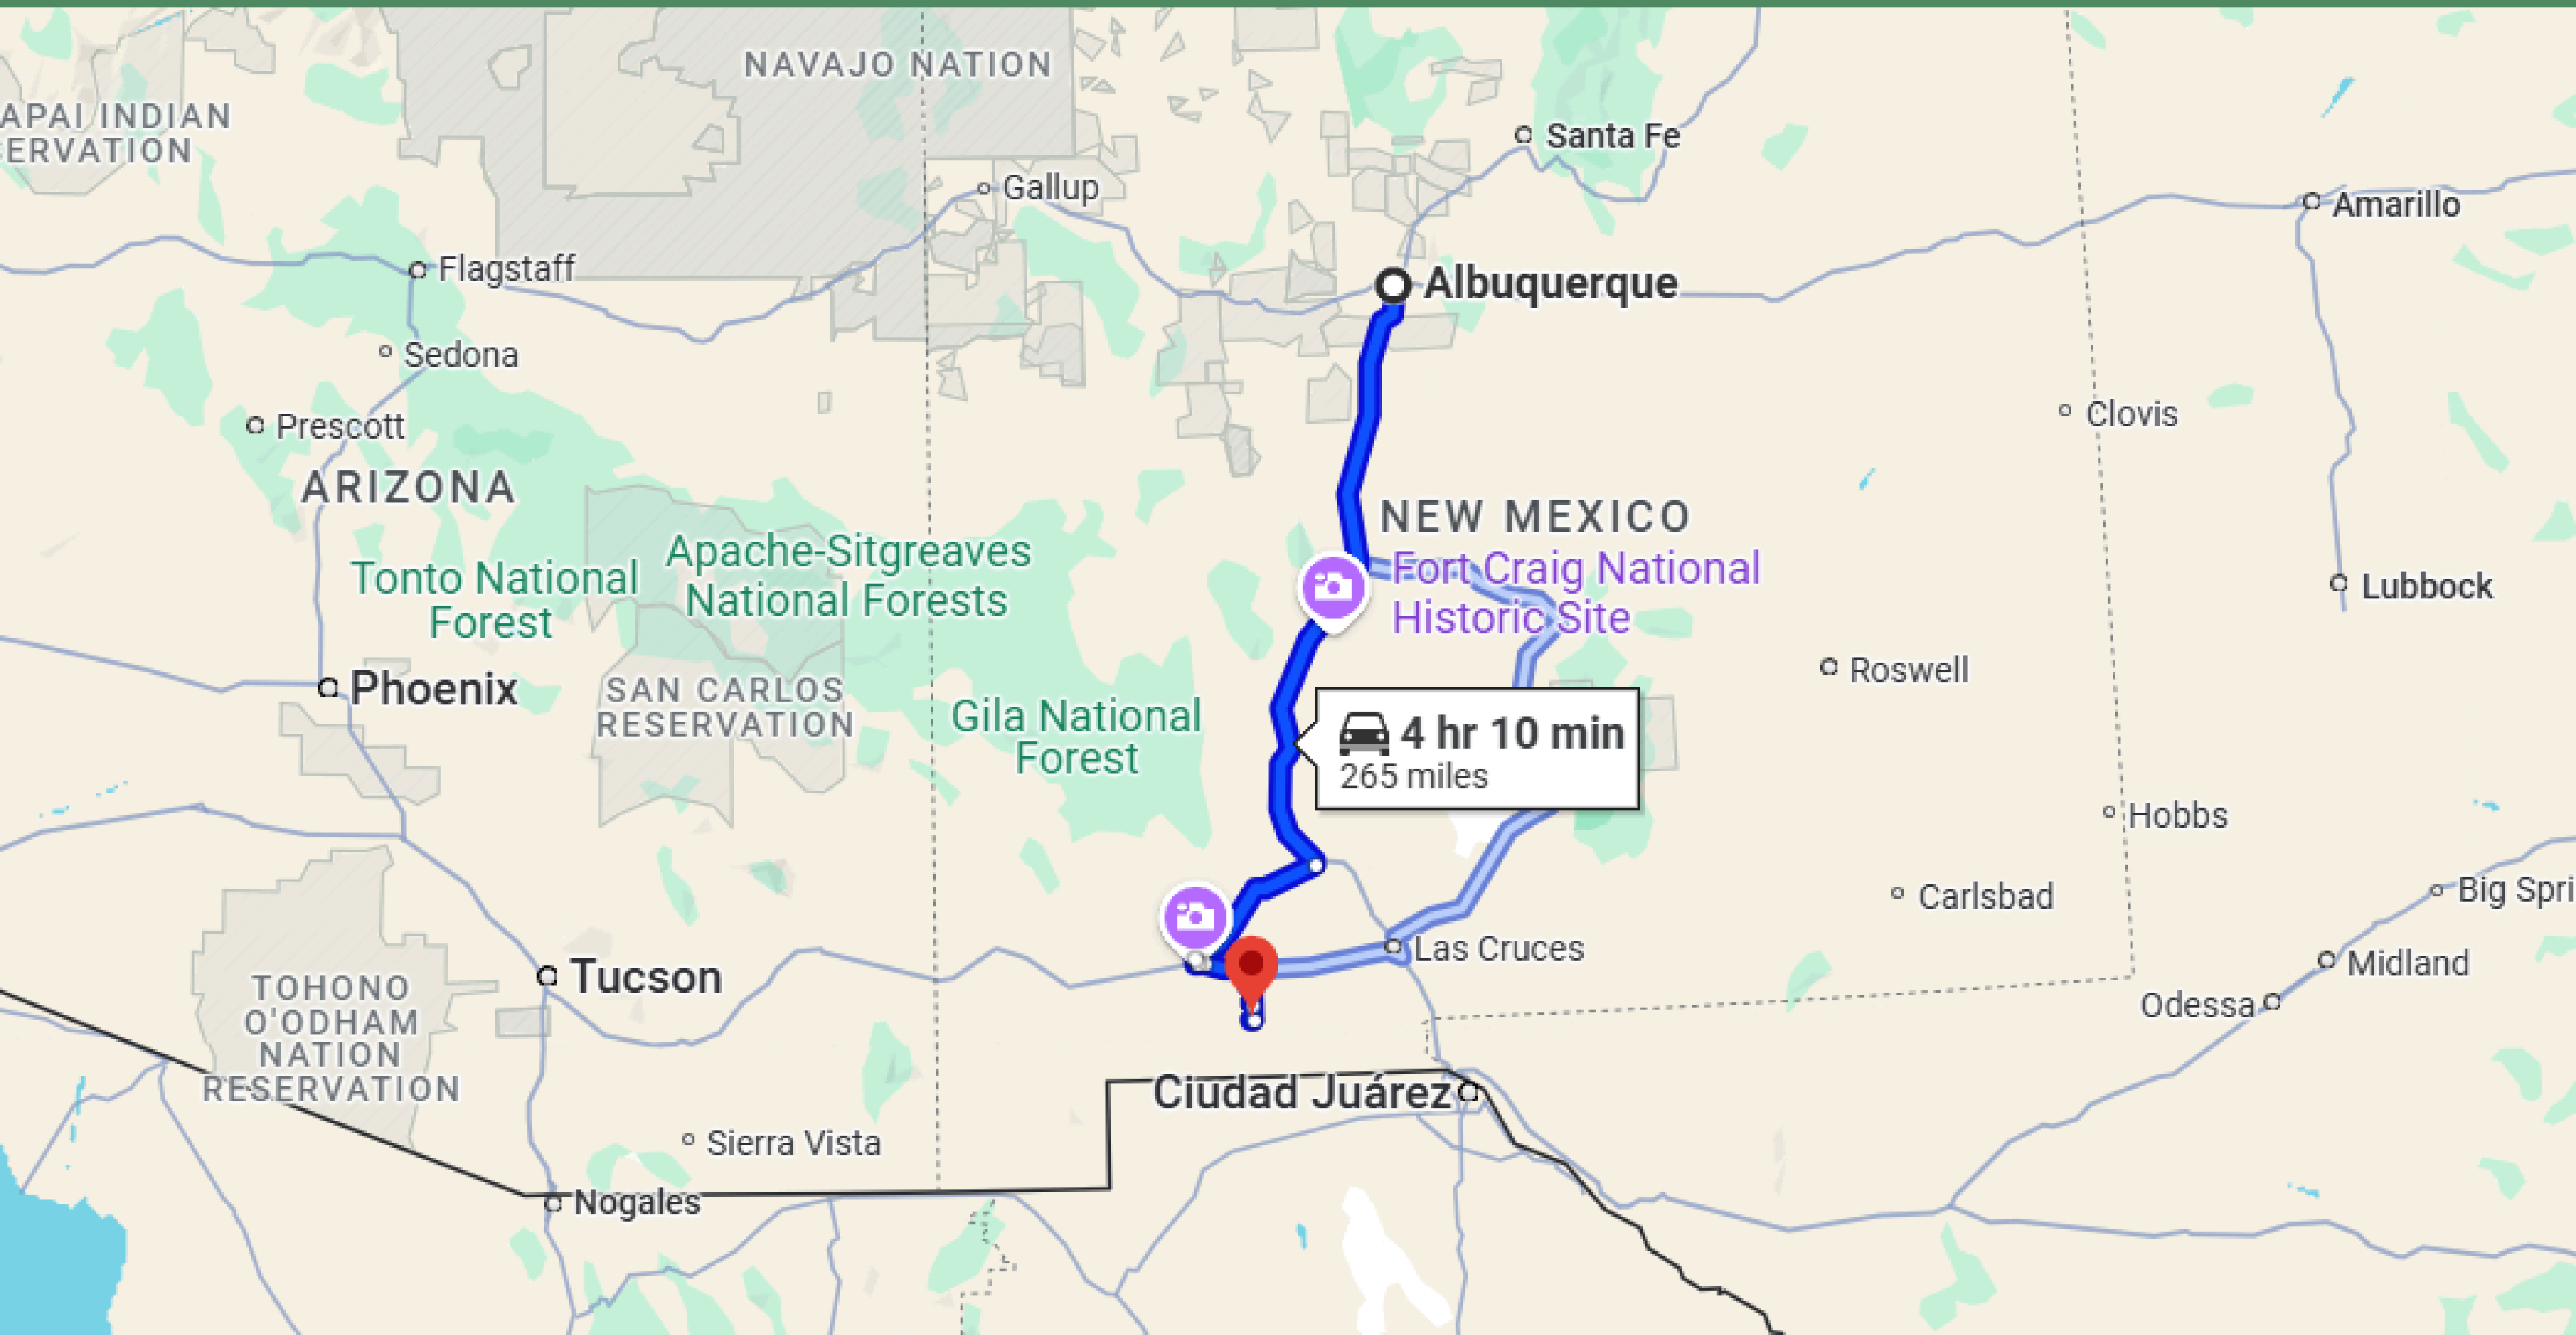 NAVAJO NATION
APAI INDIAN
ERVATION
Santa Fe
Gallup
Amarillo
Flagstaff
Albuquerque
Sedona
Prescott
Clovis
ARIZONA
NEW MEXICO
Apache-Sitgreaves
National Forests
Fort Craig National
Historic Site
Tonto National
Forest
Lubbock
Roswell
Phoenix
SAN CARLOS
RESERVATION
Gila National
Forest
4 hr 10 min
265 miles
Hobbs
Carlsbad
Big Spri
Las Cruces
Midland
Tucson
Odessa
TOHONO
O'ODHAM
NATION
RESERVATION
Ciudad Juárez
Sierra Vista
Nogales